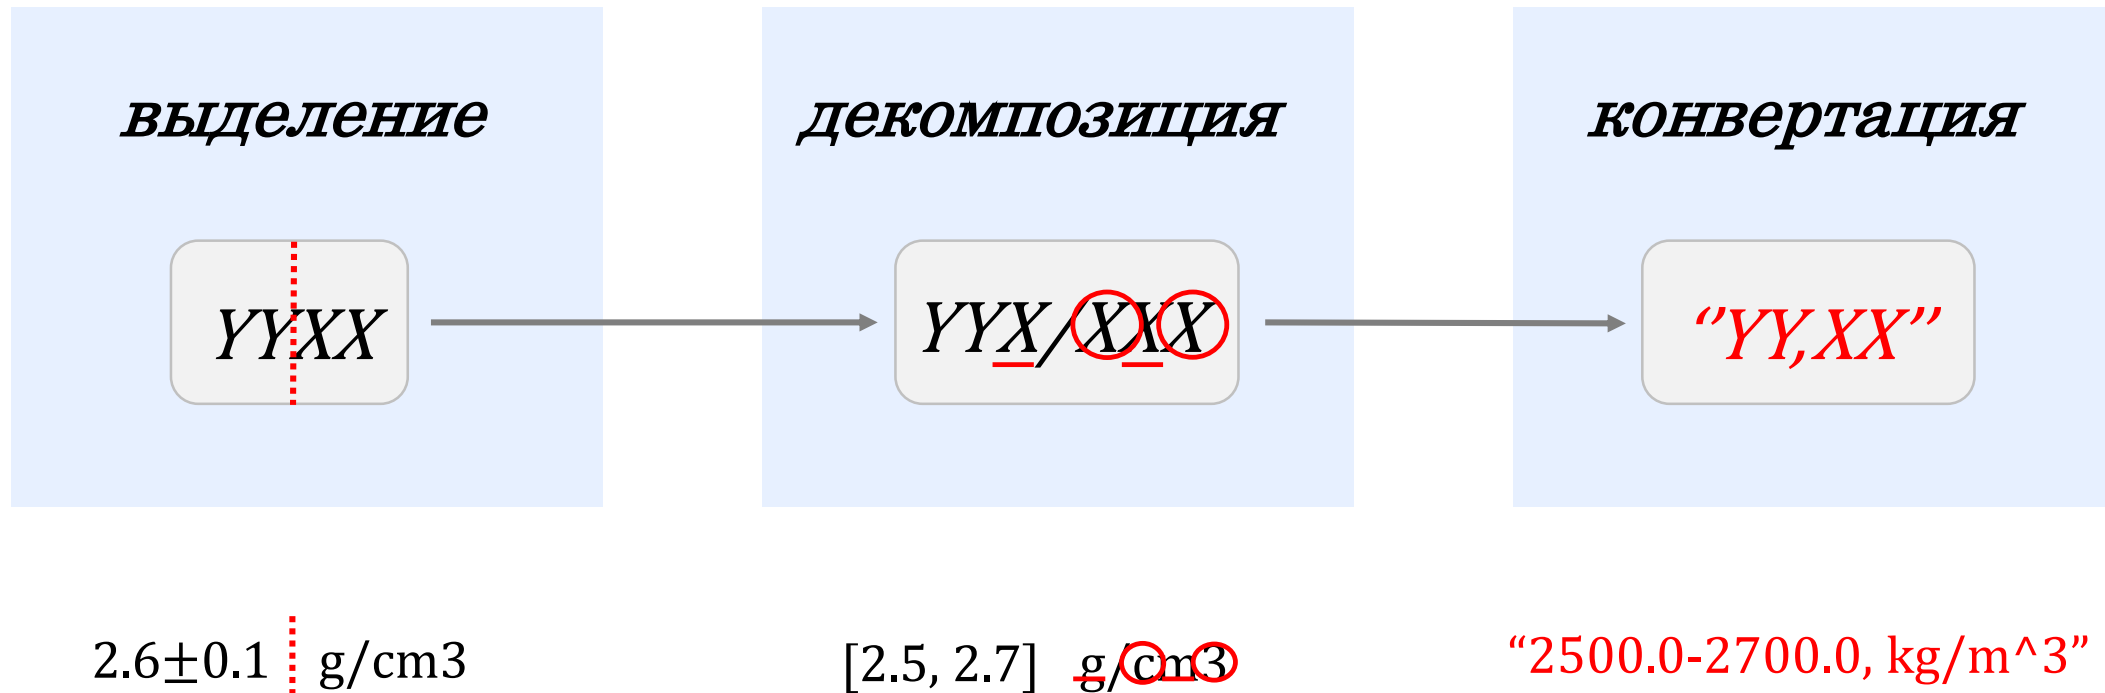 выделение
декомпозиция
конвертация
YYXX
YYX/XXX
‘’YY,XX’’
2.6±0.1 g/cm3
[2.5, 2.7] g/cm3
“2500.0-2700.0, kg/m^3”